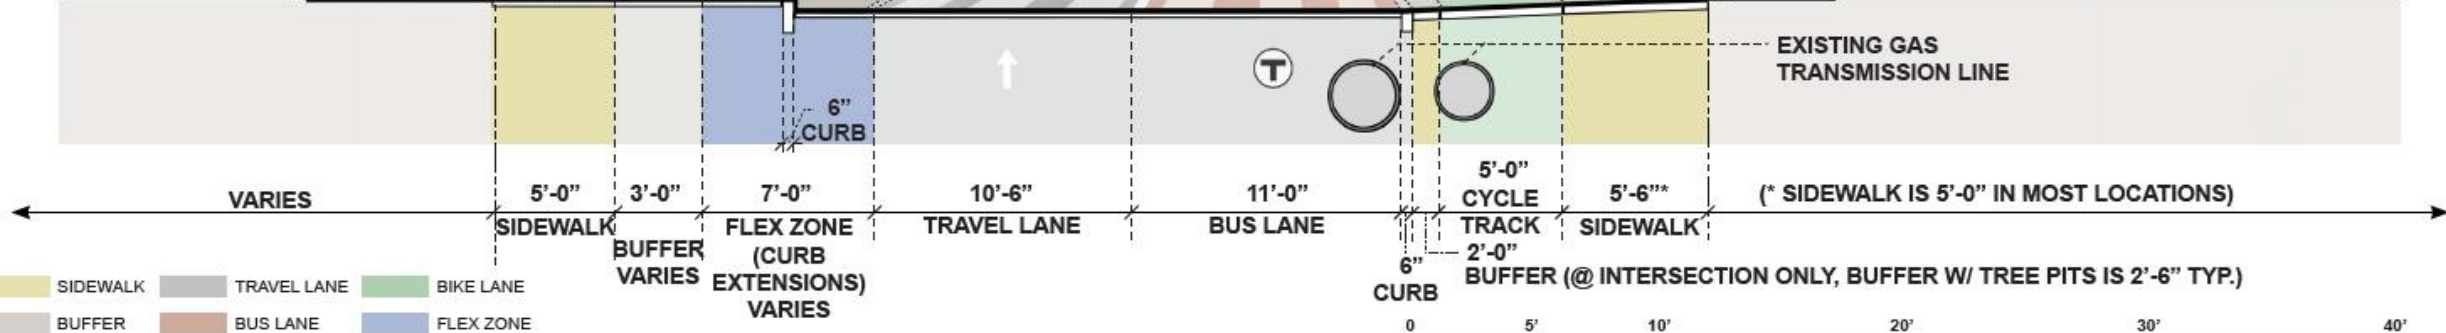 EXISTING GAS
TRANSMISSION LINE
T
6”
CURB
VARIES
5’-0”
SIDEWALK
3’-0”
BUFFER
VARIES
7’-0”
FLEX ZONE
(CURB
EXTENSIONS)
VARIES
10’-6”
TRAVEL LANE
11’-0”
BUS LANE
6”
CURB
5’-0”
CYCLE
TRACK
2’-0”
BUFFER (@ INTERSECTION ONLY, BUFFER W/ TREE PITS IS 2’-6” TYP.)
5’-6”*
SIDEWALK
(* SIDEWALK IS 5’-0” IN MOST LOCATIONS)
SIDEWALK TRAVEL LANE BIKE LANE
BUFFER BUS LANE FLEX ZONE
0 5’ 10’ 20’ 30’ 40’